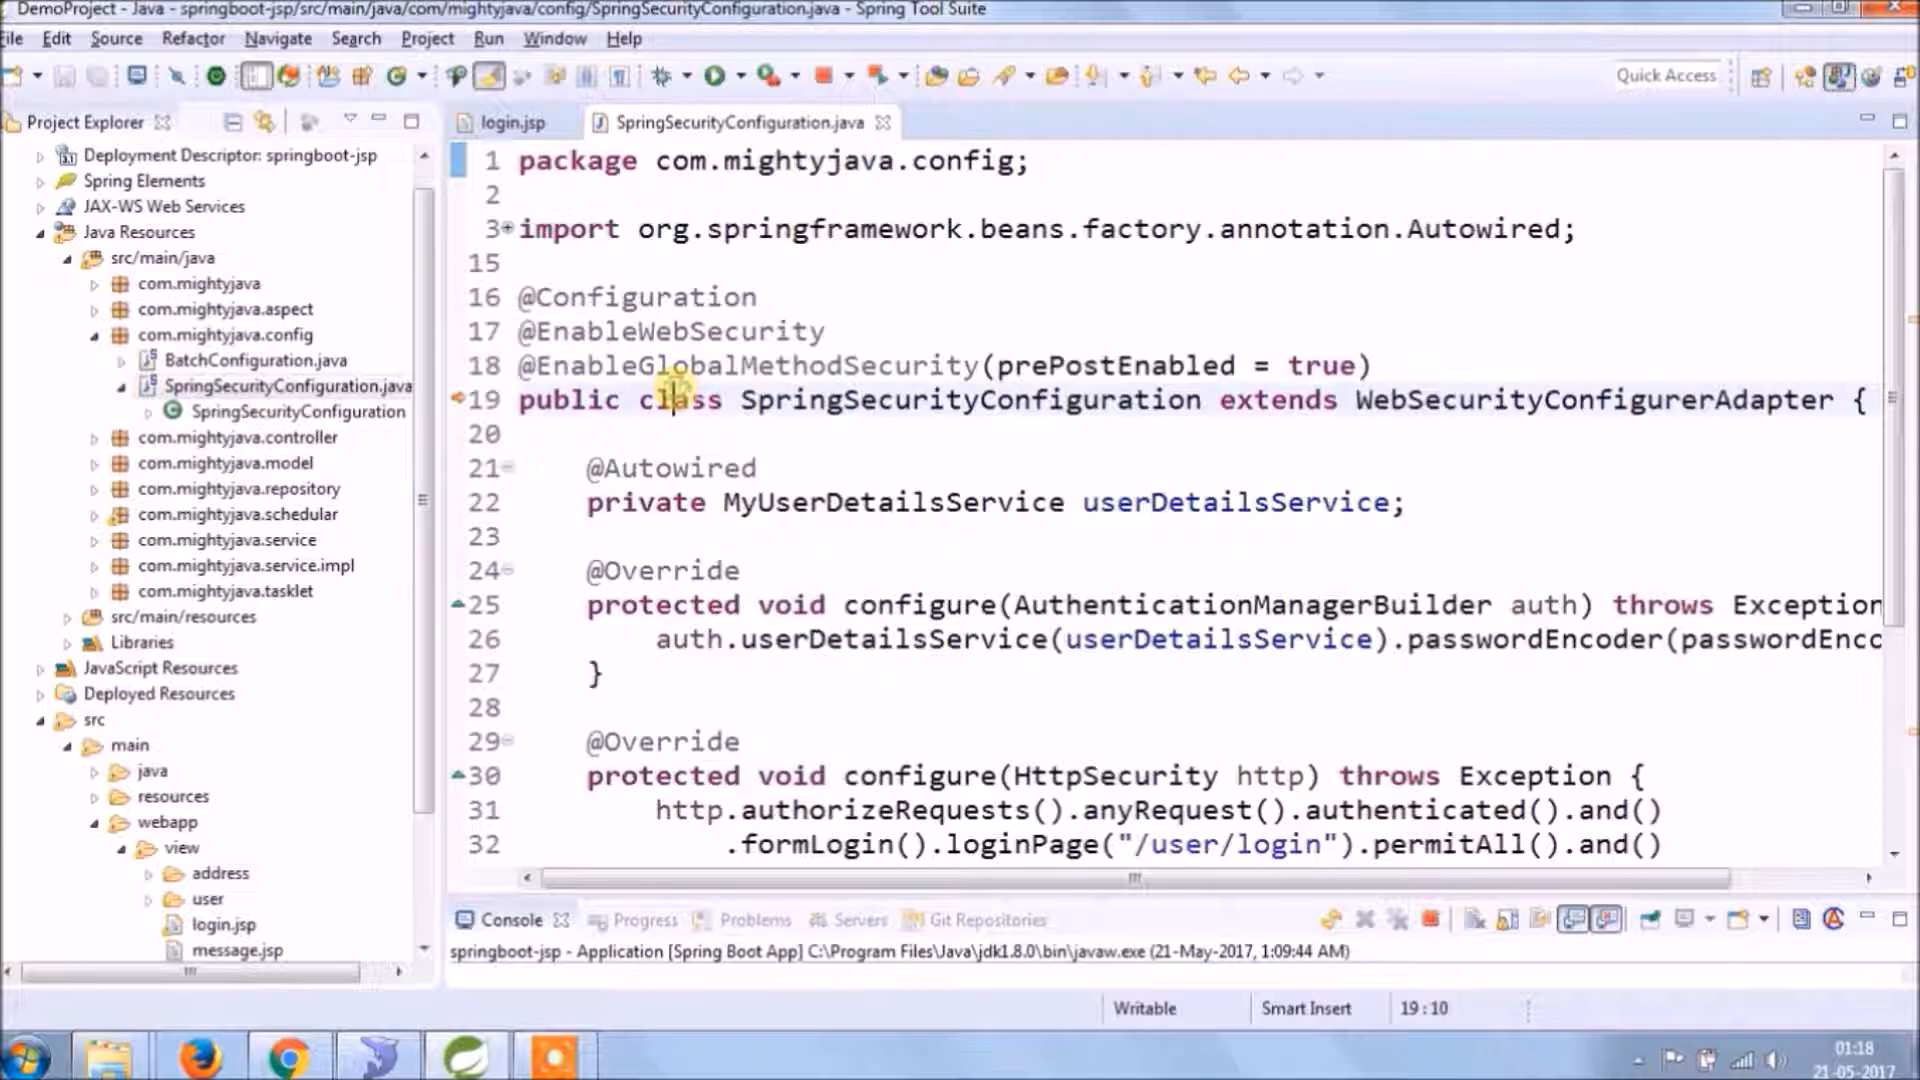 DemoProject - Java - springboot-jsp/src/main/java/com/mightyjava/config/SpringSecurityConfiguration.java - Spring Tool Suite
File Edit Source Refactor Navigate Search Project Run Window Help
Quick Access
Project Explorer
Deployment Descriptor: springboot-jsp
Spring Elements
JAX-WS Web Services
Java Resources
src/main/java
com.mightyjava
com.mightyjava.aspect
com.mightyjava.config
BatchConfiguration.java
SpringSecurityConfiguration.java
SpringSecurityConfiguration
com.mightyjava.controller
com.mightyjava.model
com.mightyjava.repository
com.mightyjava.schedular
com.mightyjava.service
com.mightyjava.service.impl
com.mightyjava.tasklet
src/main/resources
Libraries
JavaScript Resources
Deployed Resources
src
main
java
resources
webapp
view
address
user
login.jsp
message.jsp
login.jsp SpringSecurityConfiguration.java
1 package com.mightyjava.config;
2
3 import org.springframework.beans.factory.annotation.Autowired;
15
16 @Configuration
17 @EnableWebSecurity
18 @EnableGlobalMethodSecurity(prePostEnabled = true)
19 public class SpringSecurityConfiguration extends WebSecurityConfigurerAdapter {
20
21 @Autowired
22 private MyUserDetailsService userDetailsService;
23
24 @Override
25 protected void configure(AuthenticationManagerBuilder auth) throws Exception
26 auth.userDetailsService(userDetailsService).passwordEncoder(passwordEnc
27 }
28
29 @Override
30 protected void configure(HttpSecurity http) throws Exception {
31 http.authorizeRequests().anyRequest().authenticated().and()
32 .formLogin().loginPage("/user/login").permitAll().and()
Console Progress Problems Servers Git Repositories
springboot-jsp - Application [Spring Boot App] C:\Program Files\Java\jdk1.8.0\bin\javaw.exe (21-May-2017, 1:09:44 AM)
Writable Smart Insert 19:10
01:18
21-05-2017